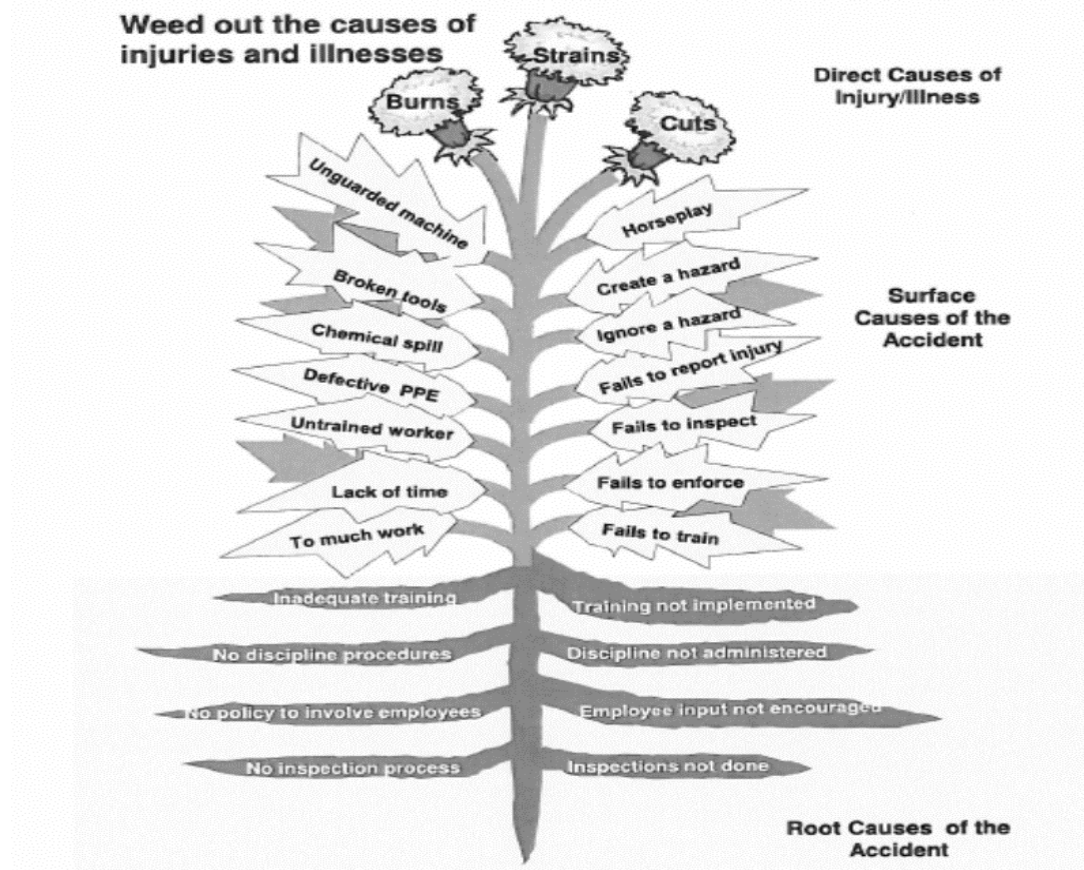 Weed out the causes of
injuries and illnesses
Strains
Burns
Cuts
Direct Causes of
Injury/Illness
Unguarded machine
Horseplay
Broken tools
Create a hazard
Chemical spill
Ignore a hazard
Defective PPE
Fails to report injury
Untrained worker
Fails to inspect
Lack of time
Fails to enforce
To much work
Fails to train
Surface
Causes of the
Accident
Inadequate training
Training not implemented
No discipline procedures
Discipline not administered
No policy to involve employees
Employee input not encouraged
No inspection process
Inspections not done
Root Causes of the
Accident